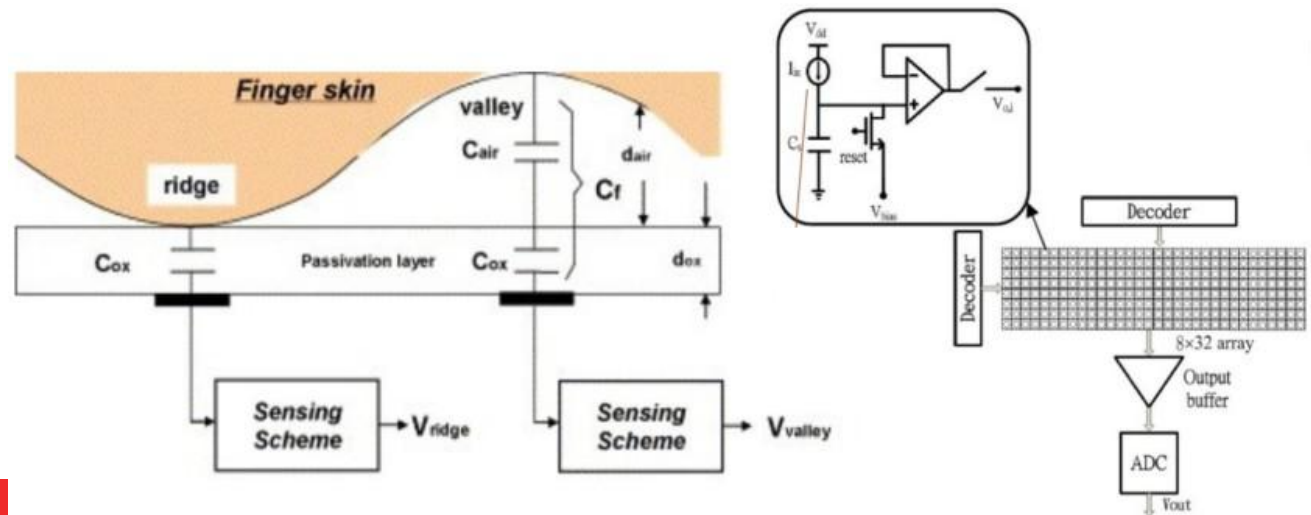 Finger skin
valley
Cair
dair
Cf
ridge
Cox
Passivation layer
Cox
dox
Sensing
Scheme
Vridge
Sensing
Scheme
Vvalley
Vdd
Iin
reset
Vbias
Decoder
Decoder
8×32 array
Output
buffer
ADC
Vout